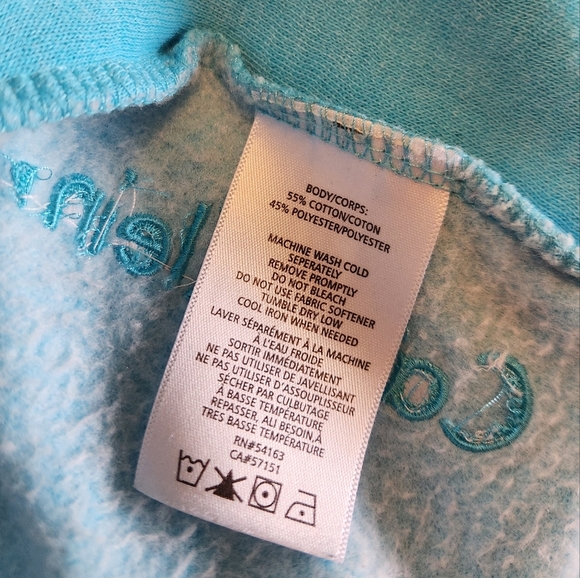 BODY/CORPS:
55% COTTON/COTON
45% POLYESTER/POLYESTER
MACHINE WASH COLD
SEPERATELY
REMOVE PROMPTLY
DO NOT BLEACH
DO NOT USE FABRIC SOFTENER
TUMBLE DRY LOW
COOL IRON WHEN NEEDED
LAVER SÉPARÉMENT À LA MACHINE
À L'EAU FROIDE
SORTIR IMMÉDIATEMENT
NE PAS UTILISER DE JAVELLISANT
NE PAS UTILISER D'ASSOUPLISEUR
SÉCHER PAR CULBUTAGE
À BASSE TEMPÉRATURE
REPASSER, AU BESOIN,À
TRES BASSE TEMPÉRATURE
RN#54163
CA#57151